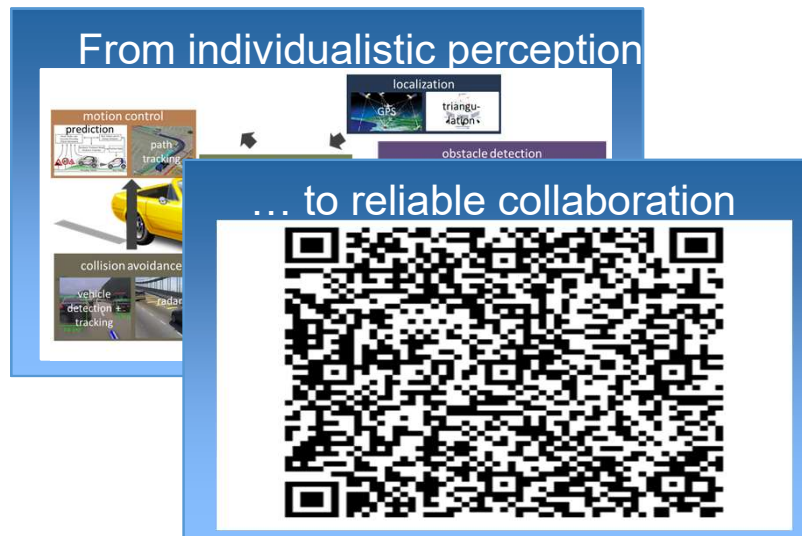 From individualistic perception
localization
GPS
triangu-
lation
motion control
prediction
path
tracking
obstacle detection
… to reliable collaboration
collision avoidance
vehicle
detection +
tracking
radar